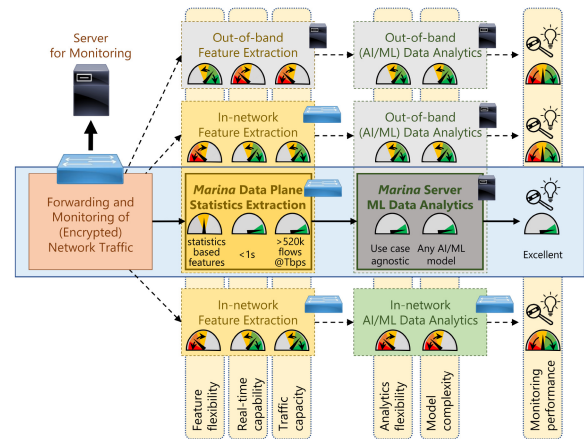 Server
for Monitoring
Out-of-band
Feature Extraction
Out-of-band
(AI/ML) Data Analytics
In-network
Feature Extraction
Out-of-band
(AI/ML) Data Analytics
Forwarding and
Monitoring of
(Encrypted)
Network Traffic
Marina Data Plane
Statistics Extraction
statistics
based
features
<1s
>520k
flows
@Tbps
Marina Server
ML Data Analytics
Use case
agnostic
Any AI/ML
model
Excellent
In-network
Feature Extraction
In-network
AI/ML Data Analytics
Feature
flexibility
Real-time
capability
Traffic
capacity
Analytics
flexibility
Model
complexity
Monitoring
performance